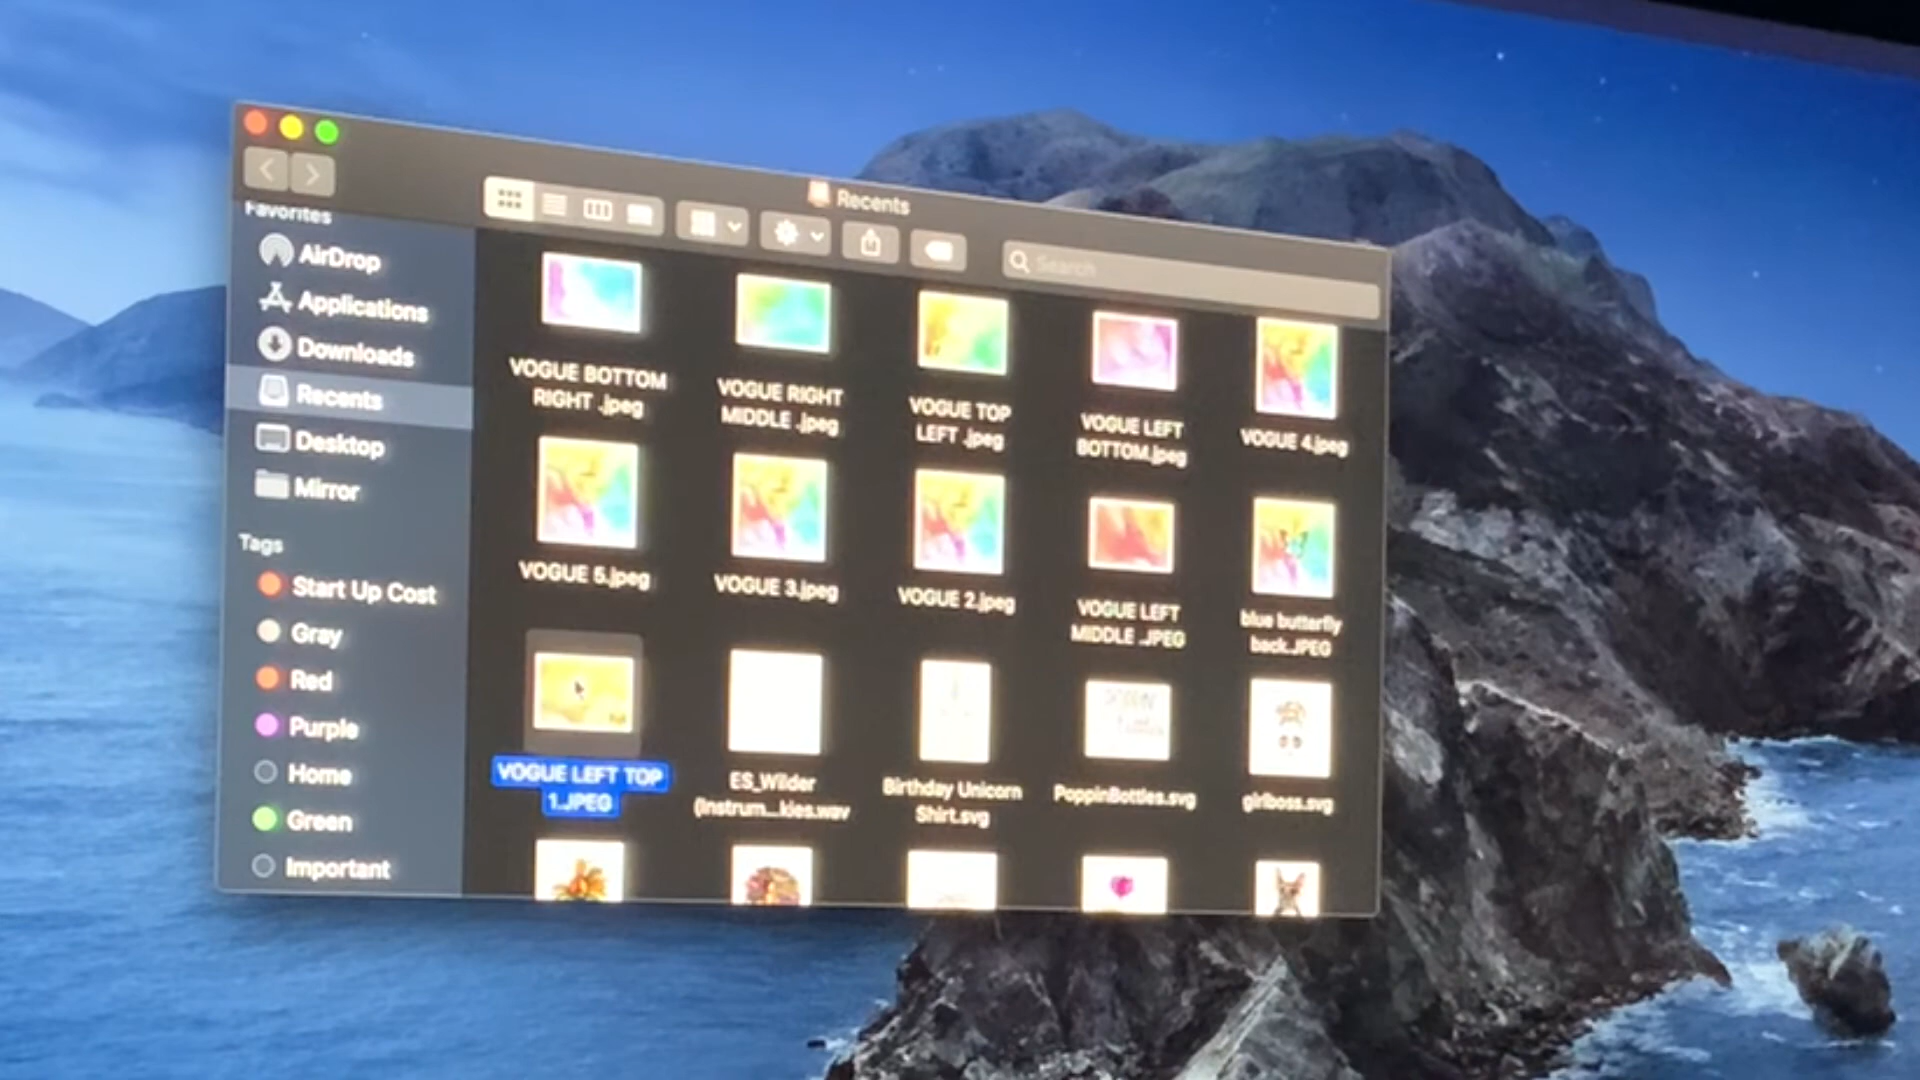 Recents
Search
Favorites
AirDrop
Applications
Downloads
Recents
Desktop
Mirror
Tags
Start Up Cost
Gray
Red
Purple
Home
Green
Important
VOGUE BOTTOM
RIGHT .jpeg
VOGUE RIGHT
MIDDLE .jpeg
VOGUE TOP
LEFT .jpeg
VOGUE LEFT
BOTTOM.jpeg
VOGUE 4.jpeg
VOGUE 5.jpeg
VOGUE 3.jpeg
VOGUE 2.jpeg
VOGUE LEFT
MIDDLE .JPEG
blue butterfly
back.JPEG
VOGUE LEFT TOP
1.JPEG
ES_Wilder
(Instrum...kies.wav
Birthday Unicorn
Shirt.svg
PoppinBottles.svg
girlboss.svg